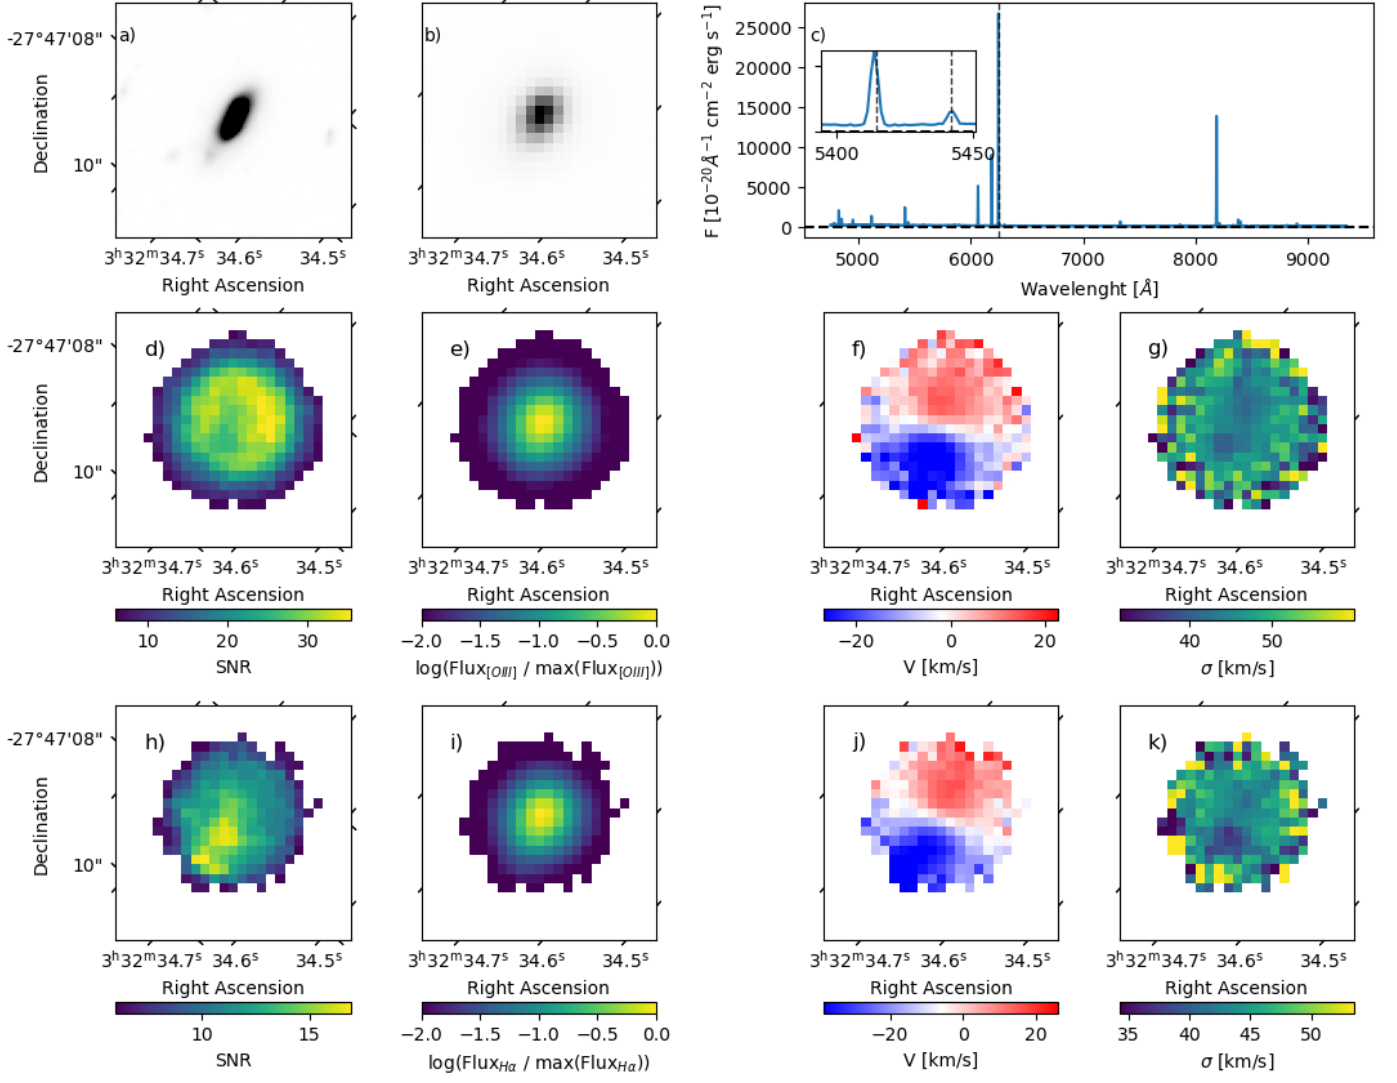 a)
-27°47'08"
10"
Declination
3ʰ32ᵐ34.7ˢ 34.6ˢ 34.5ˢ
Right Ascension
b)
3ʰ32ᵐ34.7ˢ 34.6ˢ 34.5ˢ
Right Ascension
c)
F [10⁻²⁰Å⁻¹ cm⁻² erg s⁻¹]
25000
20000
15000
10000
5000
0
5400 5450
5000 6000 7000 8000 9000
Wavelenght [Å]
d)
-27°47'08"
10"
Declination
3ʰ32ᵐ34.7ˢ 34.6ˢ 34.5ˢ
Right Ascension
10 20 30
SNR
e)
3ʰ32ᵐ34.7ˢ 34.6ˢ 34.5ˢ
Right Ascension
−2.0 −1.5 −1.0 −0.5 0.0
log(Flux[OIII] / max(Flux[OIII]))
f)
3ʰ32ᵐ34.7ˢ 34.6ˢ 34.5ˢ
Right Ascension
−20 0 20
V [km/s]
g)
3ʰ32ᵐ34.7ˢ 34.6ˢ 34.5ˢ
Right Ascension
40 50
σ [km/s]
h)
-27°47'08"
10"
Declination
3ʰ32ᵐ34.7ˢ 34.6ˢ 34.5ˢ
Right Ascension
10 15
SNR
i)
3ʰ32ᵐ34.7ˢ 34.6ˢ 34.5ˢ
Right Ascension
−2.0 −1.5 −1.0 −0.5 0.0
log(FluxHα / max(FluxHα))
j)
3ʰ32ᵐ34.7ˢ 34.6ˢ 34.5ˢ
Right Ascension
−20 0 20
V [km/s]
k)
3ʰ32ᵐ34.7ˢ 34.6ˢ 34.5ˢ
Right Ascension
35 40 45 50
σ [km/s]